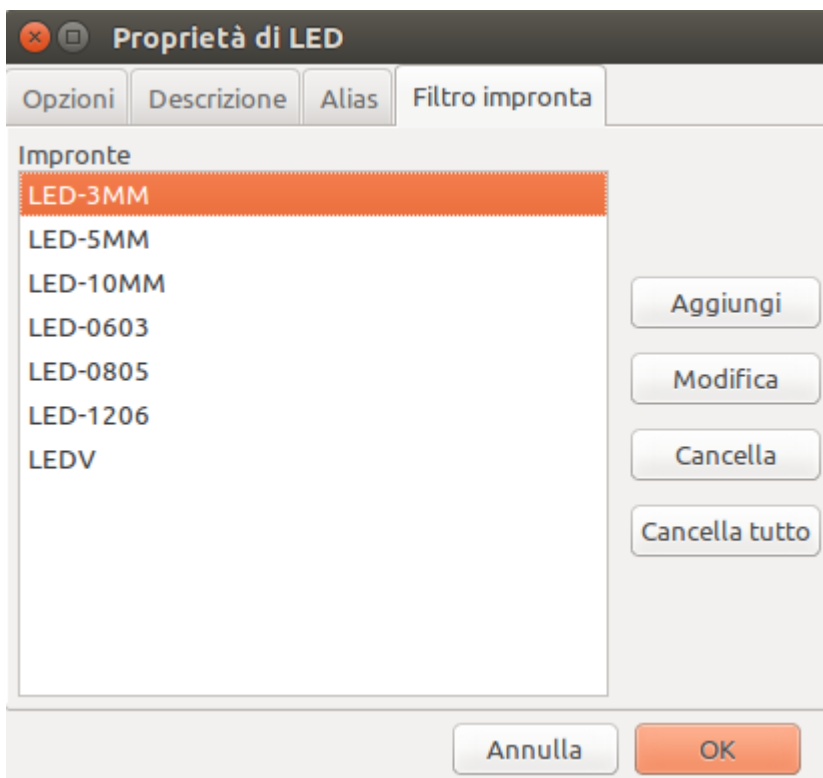 Proprietà di LED
Opzioni Descrizione Alias Filtro impronta
Impronte
LED-3MM
LED-5MM
LED-10MM
LED-0603
LED-0805
LED-1206
LEDV
Aggiungi
Modifica
Cancella
Cancella tutto
Annulla OK